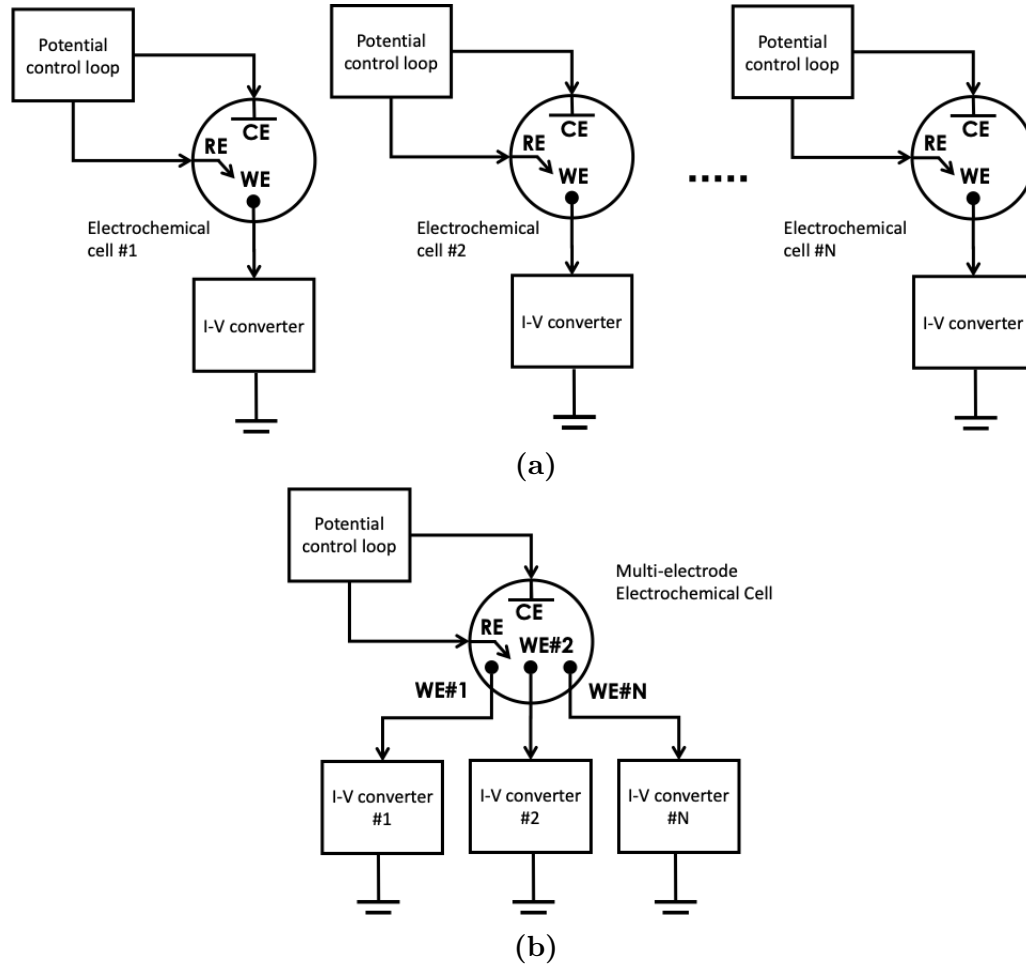 Potential
control loop
CE
RE
WE
Electrochemical
cell #1
I-V converter
Potential
control loop
CE
RE
WE
Electrochemical
cell #2
I-V converter
.....
Potential
control loop
CE
RE
WE
Electrochemical
cell #N
I-V converter
(a)
Potential
control loop
Multi-electrode
Electrochemical Cell
CE
RE
WE#2
WE#1
WE#N
I-V converter
#1
I-V converter
#2
I-V converter
#N
(b)